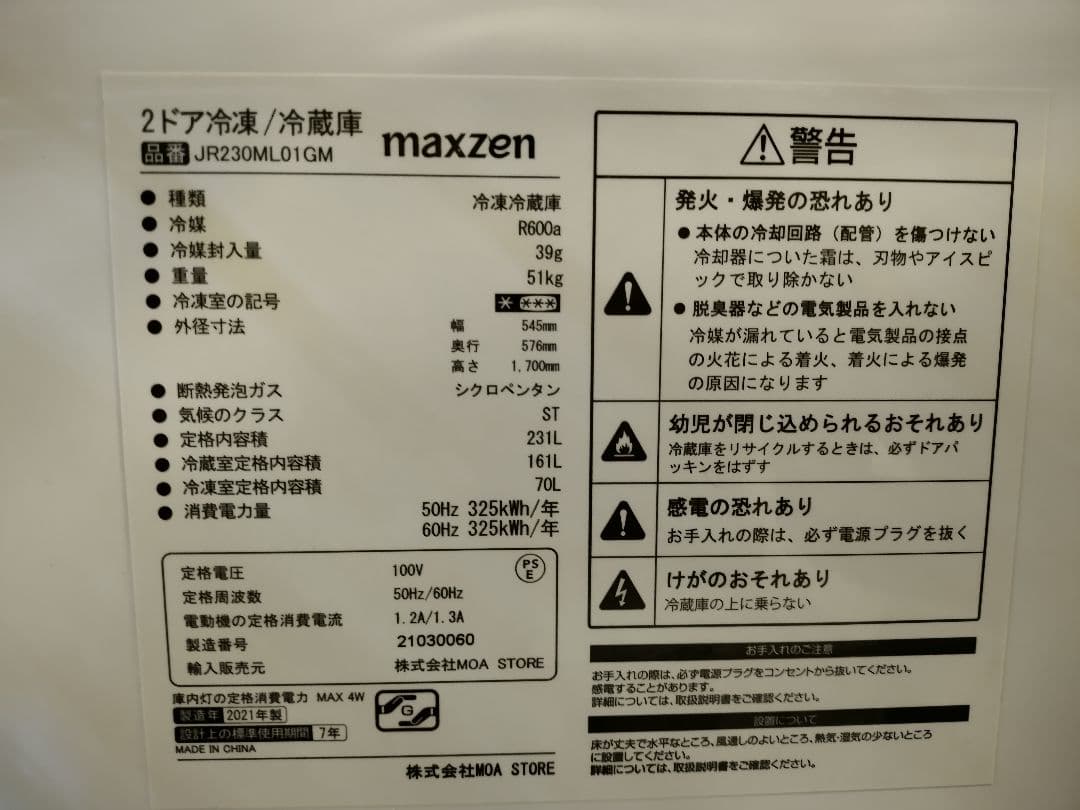 2ドア冷凍/冷蔵庫
品番 JR230ML01GM
maxzen
● 種類 冷凍冷蔵庫
● 冷媒 R600a
● 冷媒封入量 39g
● 重量 51kg
● 冷凍室の記号 * ***
● 外径寸法 幅 545mm
奥行 576mm
高さ 1,700mm
● 断熱発泡ガス シクロペンタン
● 気候のクラス ST
● 定格内容積 231L
● 冷蔵室定格内容積 161L
● 冷凍室定格内容積 70L
● 消費電力量 50Hz 325kWh/年
60Hz 325kWh/年
定格電圧 100V
PS
E
定格周波数 50Hz/60Hz
電動機の定格消費電流 1.2A/1.3A
製造番号 21030060
輸入販売元 株式会社MOA STORE
庫内灯の定格消費電力 MAX 4W
製造年 2021年製
設計上の標準使用期間 7年
G
MADE IN CHINA
株式会社MOA STORE
警告
発火・爆発の恐れあり
● 本体の冷却回路（配管）を傷つけない
冷却器についた霜は、刃物やアイスピ
ックで取り除かない
● 脱臭器などの電気製品を入れない
冷媒が漏れていると電気製品の接点
の火花による着火、着火による爆発
の原因になります
幼児が閉じ込められるおそれあり
冷蔵庫をリサイクルするときは、必ずドアパ
ッキンをはずす
感電の恐れあり
お手入れの際は、必ず電源プラグを抜く
けがのおそれあり
冷蔵庫の上に乗らない
お手入れのご注意
お手入れの際は、必ず電源プラグをコンセントから抜いてください。
感電することがあります。
詳細については、取扱説明書をご確認ください。
設置について
床が丈夫で水平なところ、風通しのよいところ、熱気・湿気の少ないところ
に設置してください。
詳細については、取扱説明書をご確認ください。